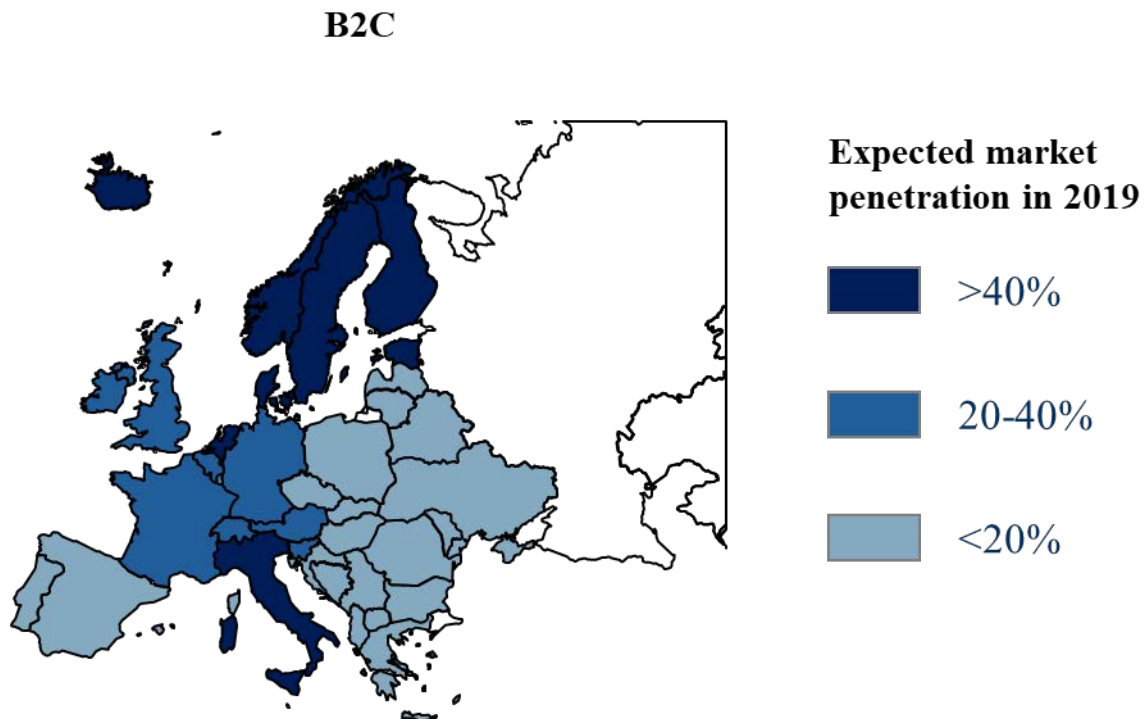 B2C
Expected market
penetration in 2019
>40%
20-40%
<20%